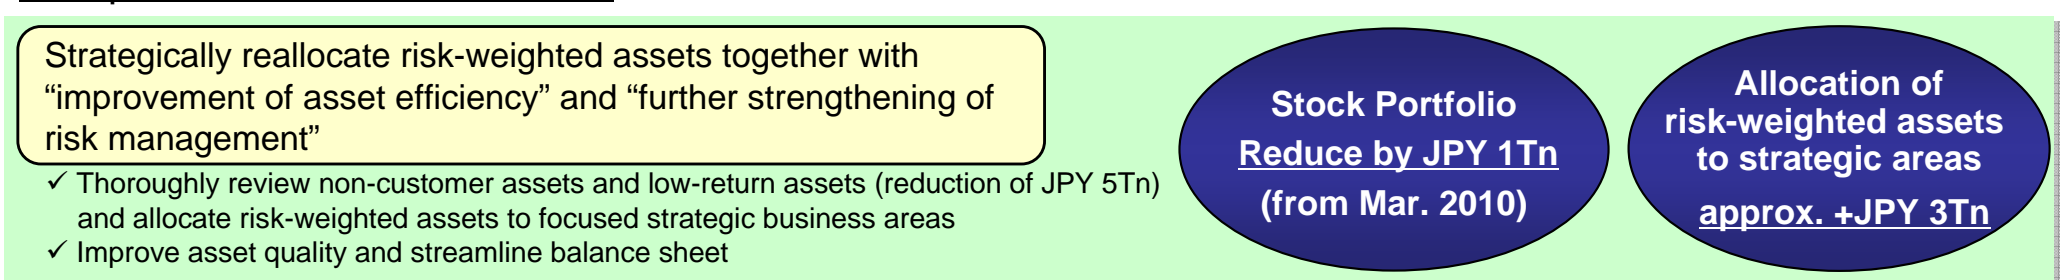 Strategically reallocate risk-weighted assets together with
“improvement of asset efficiency” and “further strengthening of
risk management”
✓ Thoroughly review non-customer assets and low-return assets (reduction of JPY 5Tn)
and allocate risk-weighted assets to focused strategic business areas
✓ Improve asset quality and streamline balance sheet
Stock Portfolio
Reduce by JPY 1Tn
(from Mar. 2010)
Allocation of
risk-weighted assets
to strategic areas
approx. +JPY 3Tn